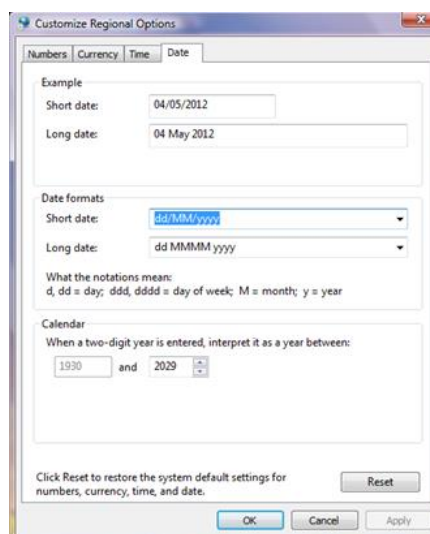 Customize Regional Options
Numbers Currency Time Date
Example
Short date: 04/05/2012
Long date: 04 May 2012
Date formats
Short date: dd/MM/yyyy
Long date: dd MMMM yyyy
What the notations mean:
d, dd = day; ddd, dddd = day of week; M = month; y = year
Calendar
When a two-digit year is entered, interpret it as a year between:
1930 and 2029
Click Reset to restore the system default settings for
numbers, currency, time, and date.
Reset
OK Cancel Apply